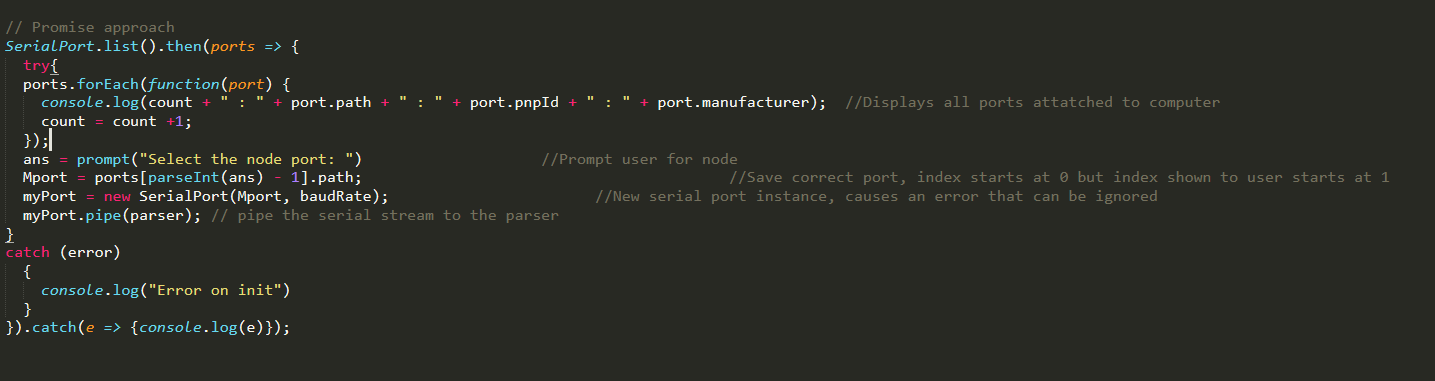 // Promise approach
SerialPort.list().then(ports => {
try{
ports.forEach(function(port) {
console.log(count + " : " + port.path + " : " + port.pnpId + " : " + port.manufacturer);  //Displays all ports attatched to computer
count = count +1;
});
ans = prompt("Select the node port: ") //Prompt user for node
Mport = ports[parseInt(ans) - 1].path; //Save correct port, index starts at 0 but index shown to user starts at 1
myPort = new SerialPort(Mport, baudRate); //New serial port instance, causes an error that can be ignored
myPort.pipe(parser); // pipe the serial stream to the parser
}
catch (error)
{
console.log("Error on init")
}
}).catch(e => {console.log(e)});